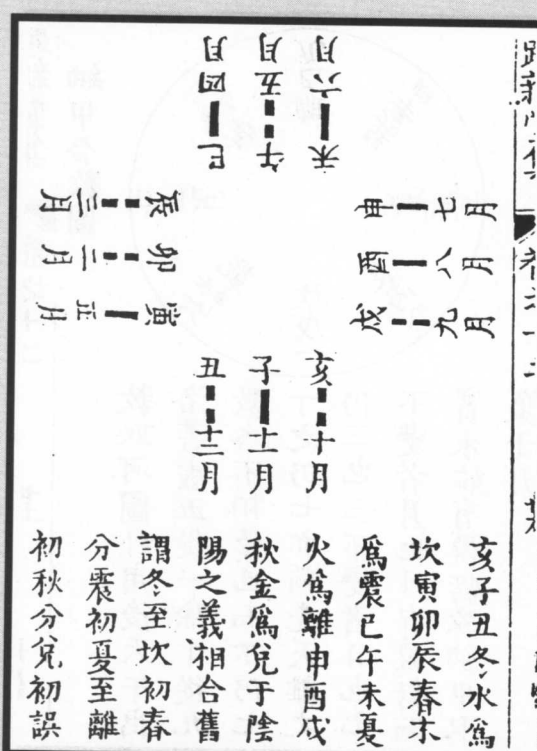 未六月
午五月
巳四月
申七月
酉八月
戌九月
辰三月
卯二月
寅正月
亥十月
子十一月
丑十二月
亥子丑冬水爲
坎寅卯辰春木
爲震巳午未夏
火爲離申酉戌
秋金爲兌于陰
陽之義相合舊
謂冬至坎初春
分震初夏至離
初秋分兌初誤